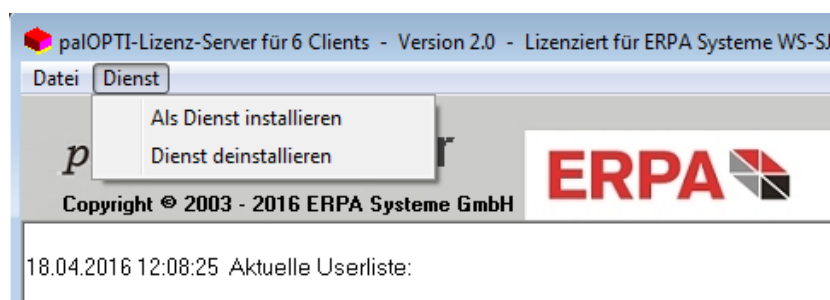 palOPTI-Lizenz-Server für 6 Clients - Version 2.0 - Lizenziert für ERPA Systeme
Datei Dienst
Als Dienst installieren
Dienst deinstallieren
ERPA
Copyright © 2003 - 2016 ERPA Systeme GmbH
18.04.2016 12:08:25 Aktuelle Userliste: